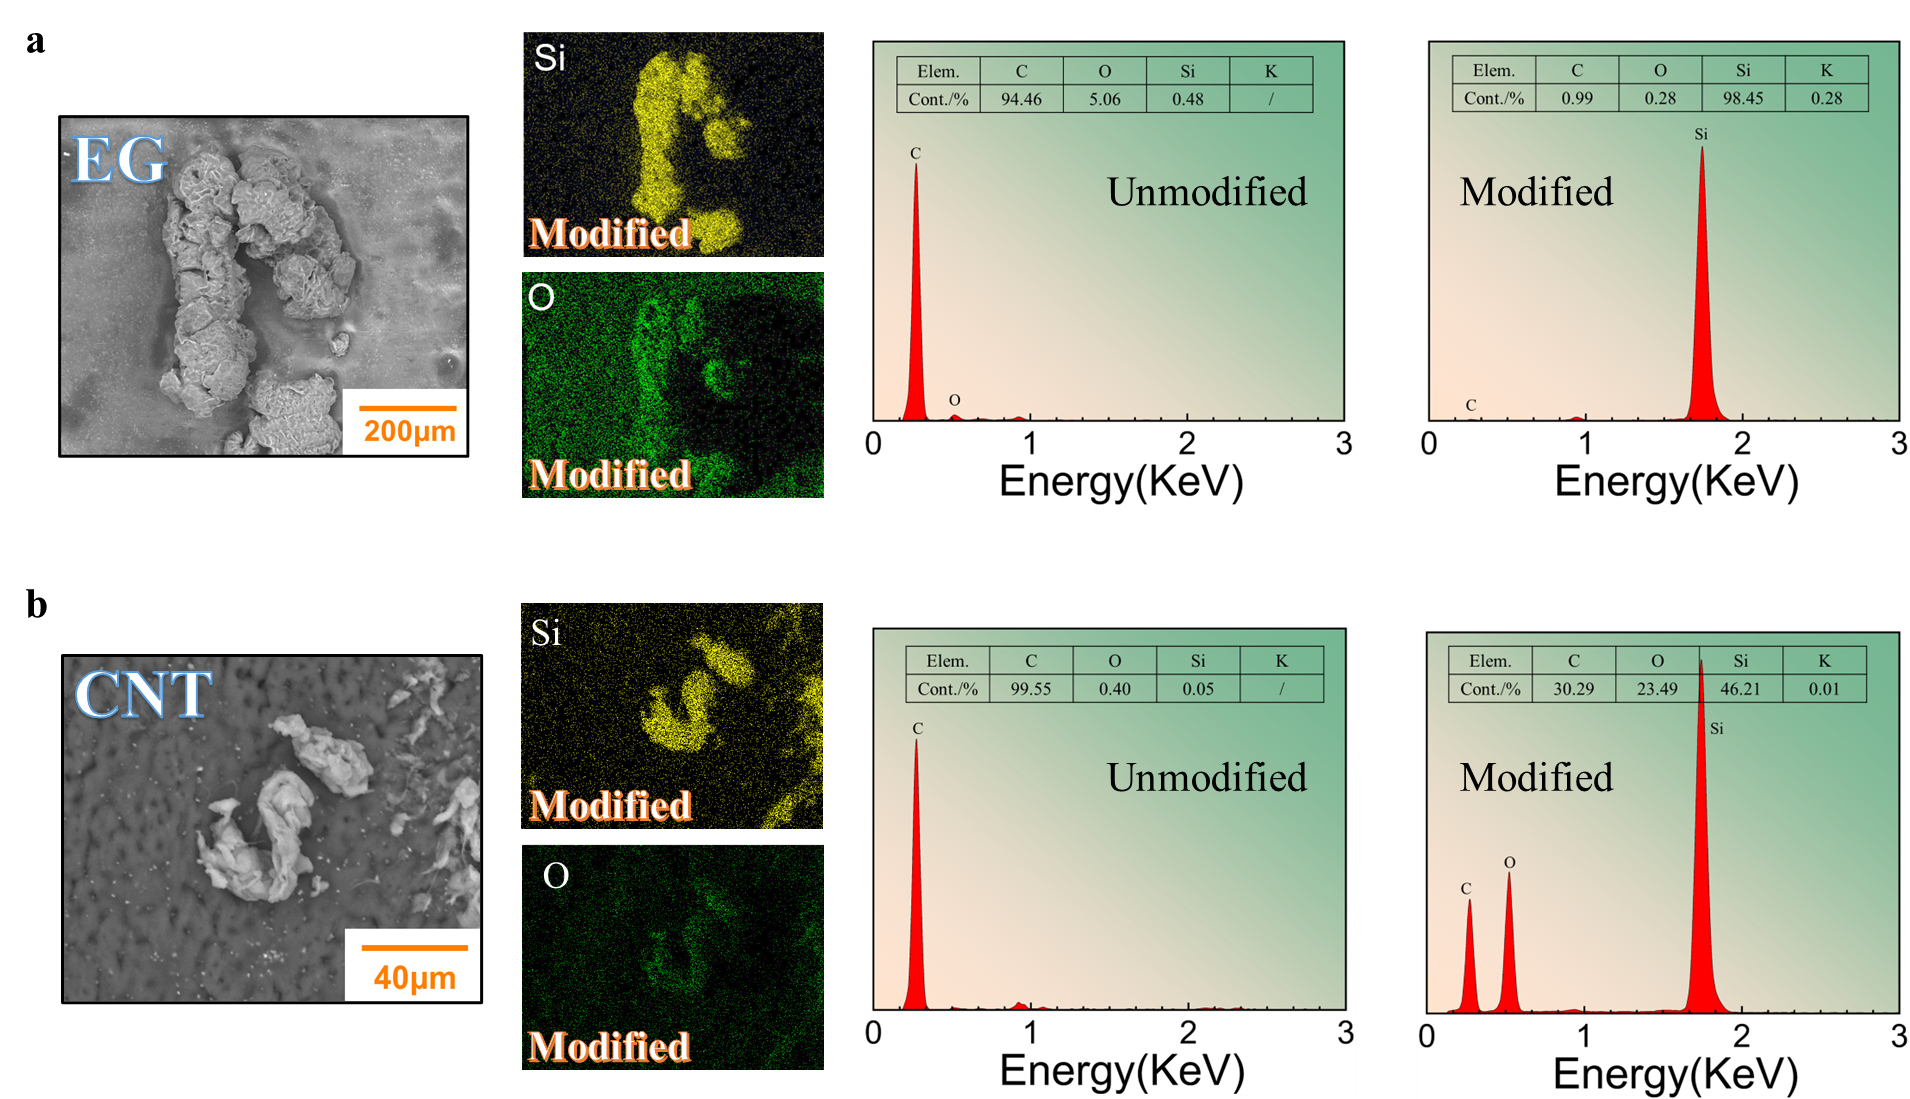 a
EG
200μm
Si
Modified
O
Modified
Elem. C O Si K
Cont./% 94.46 5.06 0.48 /
C
Unmodified
O
0 1 2 3
Energy(KeV)
Elem. C O Si K
Cont./% 0.99 0.28 98.45 0.28
Si
Modified
C
0 1 2 3
Energy(KeV)
b
CNT
40μm
Si
Modified
O
Modified
Elem. C O Si K
Cont./% 99.55 0.40 0.05 /
C
Unmodified
0 1 2 3
Energy(KeV)
Elem. C O Si K
Cont./% 30.29 23.49 46.21 0.01
Si
Modified
O
C
0 1 2 3
Energy(KeV)